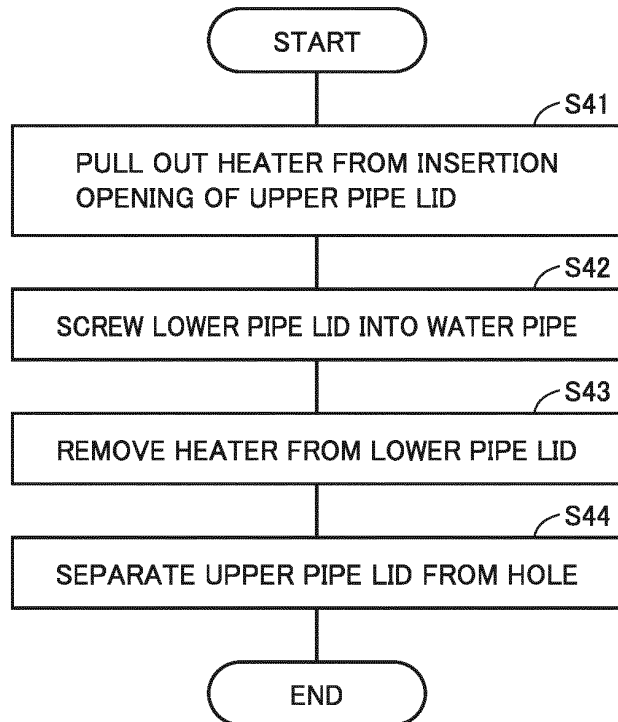 START
S41
PULL OUT HEATER FROM INSERTION
OPENING OF UPPER PIPE LID
S42
SCREW LOWER PIPE LID INTO WATER PIPE
S43
REMOVE HEATER FROM LOWER PIPE LID
S44
SEPARATE UPPER PIPE LID FROM HOLE
END